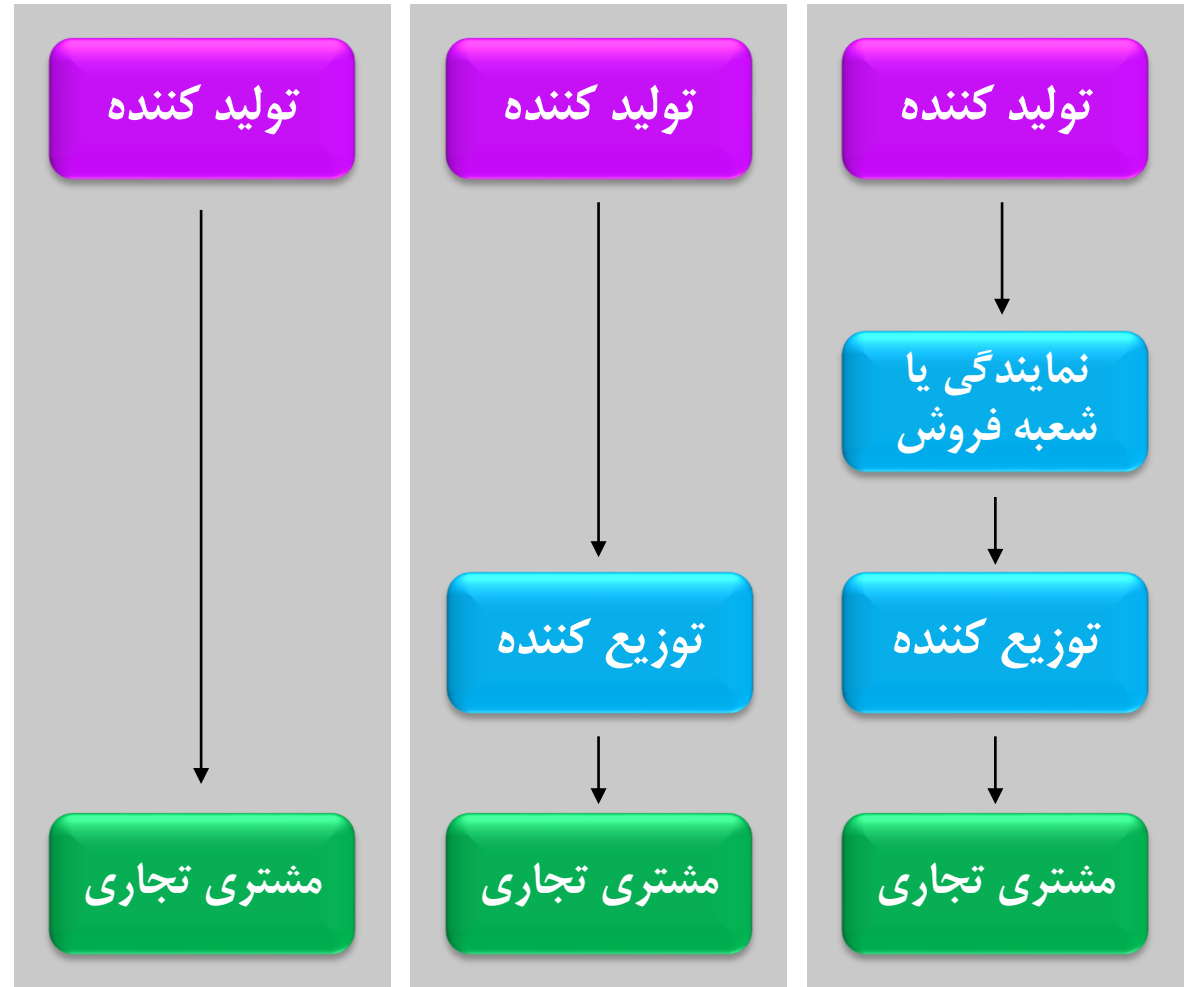 تولید کننده
تولید کننده
تولید کننده
نمایندگی یا
شعبه فروش
توزیع کننده
توزیع کننده
مشتری تجاری
مشتری تجاری
مشتری تجاری